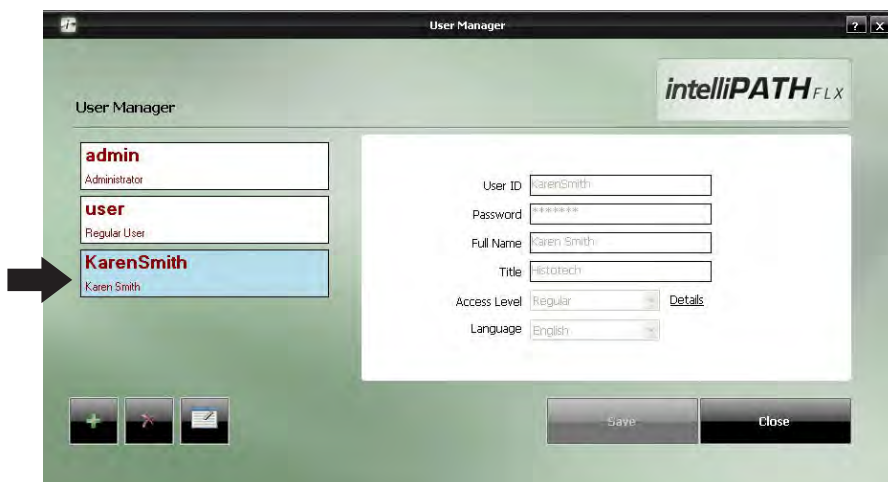 User Manager
? X
intelliPATH FLX
User Manager
admin
Administrator
user
Regular User
KarenSmith
Karen Smith
User ID KarenSmith
Password *******
Full Name Karen Smith
Title Histotech
Access Level Regular Details
Language English
Save Close